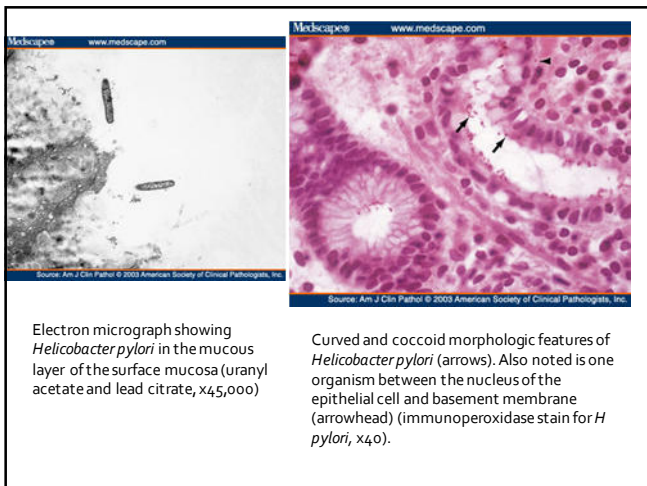 Medscape® www.medscape.com
Source: Am J Clin Pathol © 2003 American Society of Clinical Pathologists, Inc.
Electron micrograph showing
Helicobacter pylori in the mucous
layer of the surface mucosa (uranyl
acetate and lead citrate, x45,000)
Medscape® www.medscape.com
Source: Am J Clin Pathol © 2003 American Society of Clinical Pathologists, Inc.
Curved and coccoid morphologic features of
Helicobacter pylori (arrows). Also noted is one
organism between the nucleus of the
epithelial cell and basement membrane
(arrowhead) (immunoperoxidase stain for H
pylori, x40).